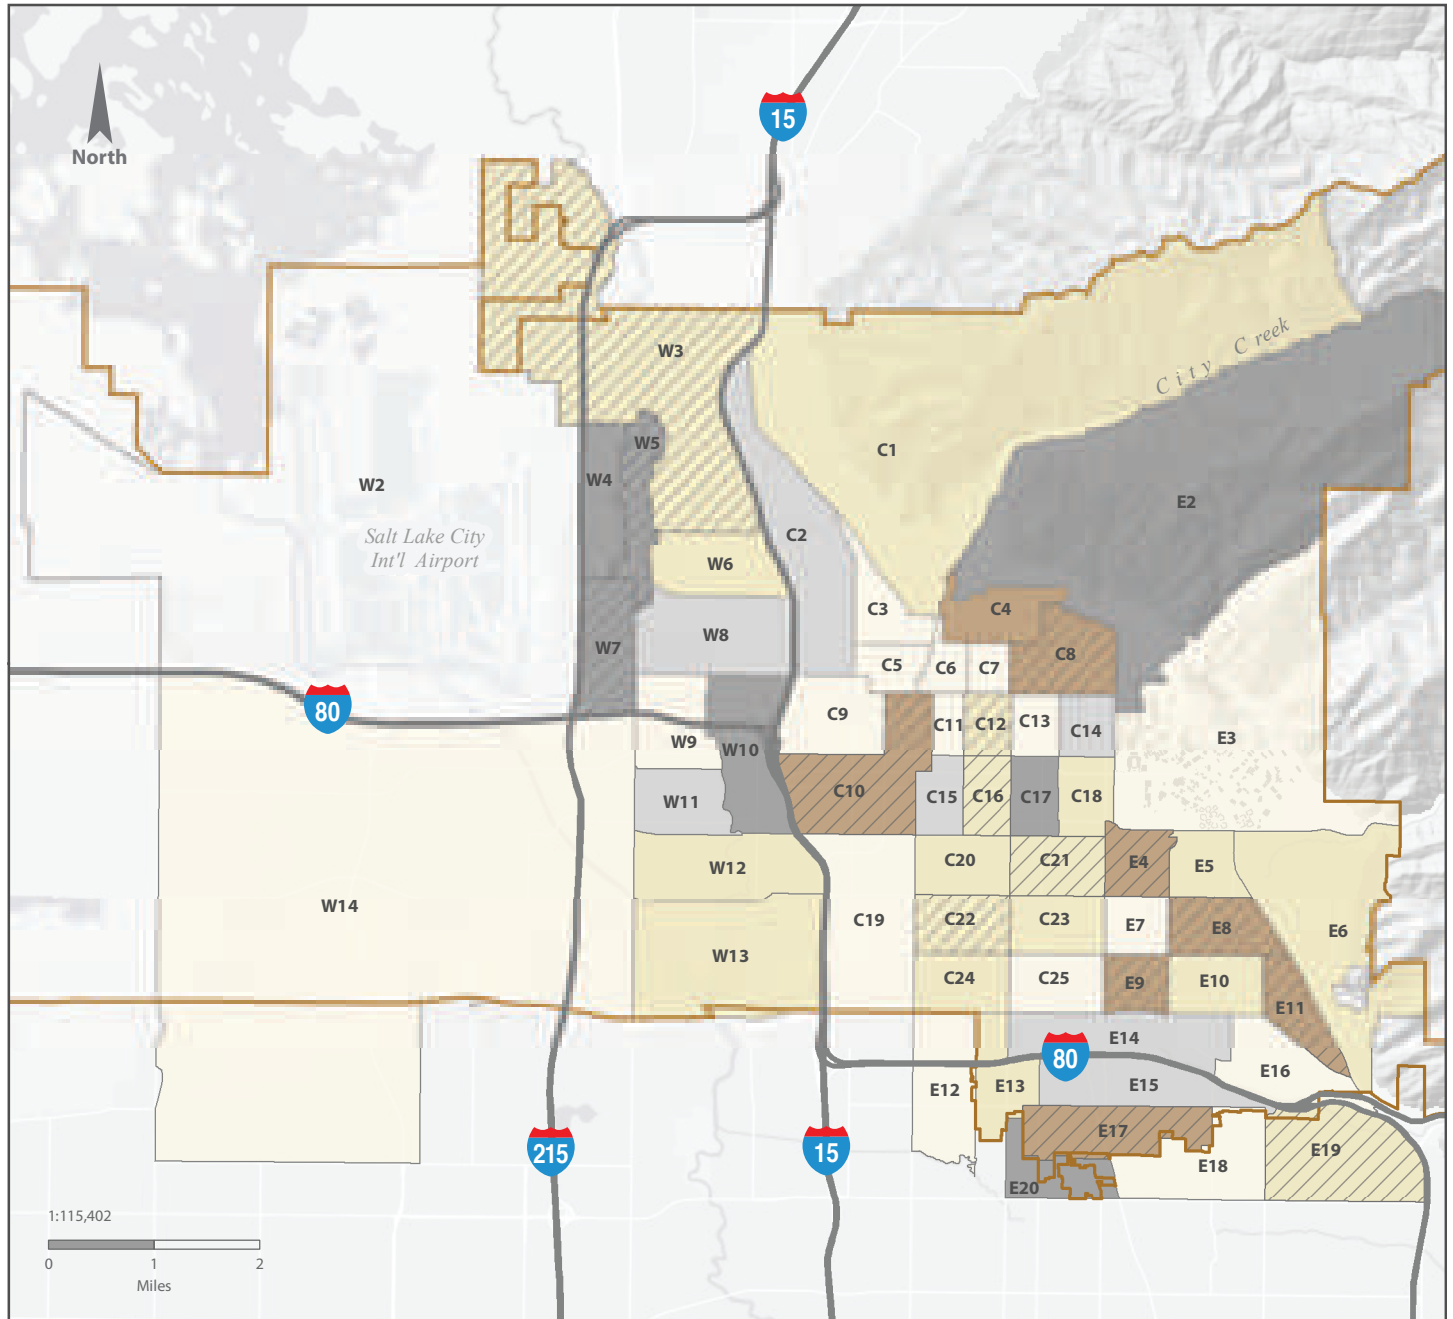 15
North
W3
City Creek
W5
C1
W4
W2
E2
Salt Lake City
Int'l Airport
C2
W6
C3
C4
W8
W7
C8
C5
C6
C7
80
C9
C11
C12
C13
C14
E3
W9
W10
C10
C15
C16
C17
C18
W11
C20
C21
E4
E5
W12
W14
C19
C22
C23
E7
E8
E6
W13
C24
C25
E9
E10
E11
E14
80
E16
E12
E13
E15
E17
215
15
E19
E18
E20
1:115,402
0
1
2
Miles